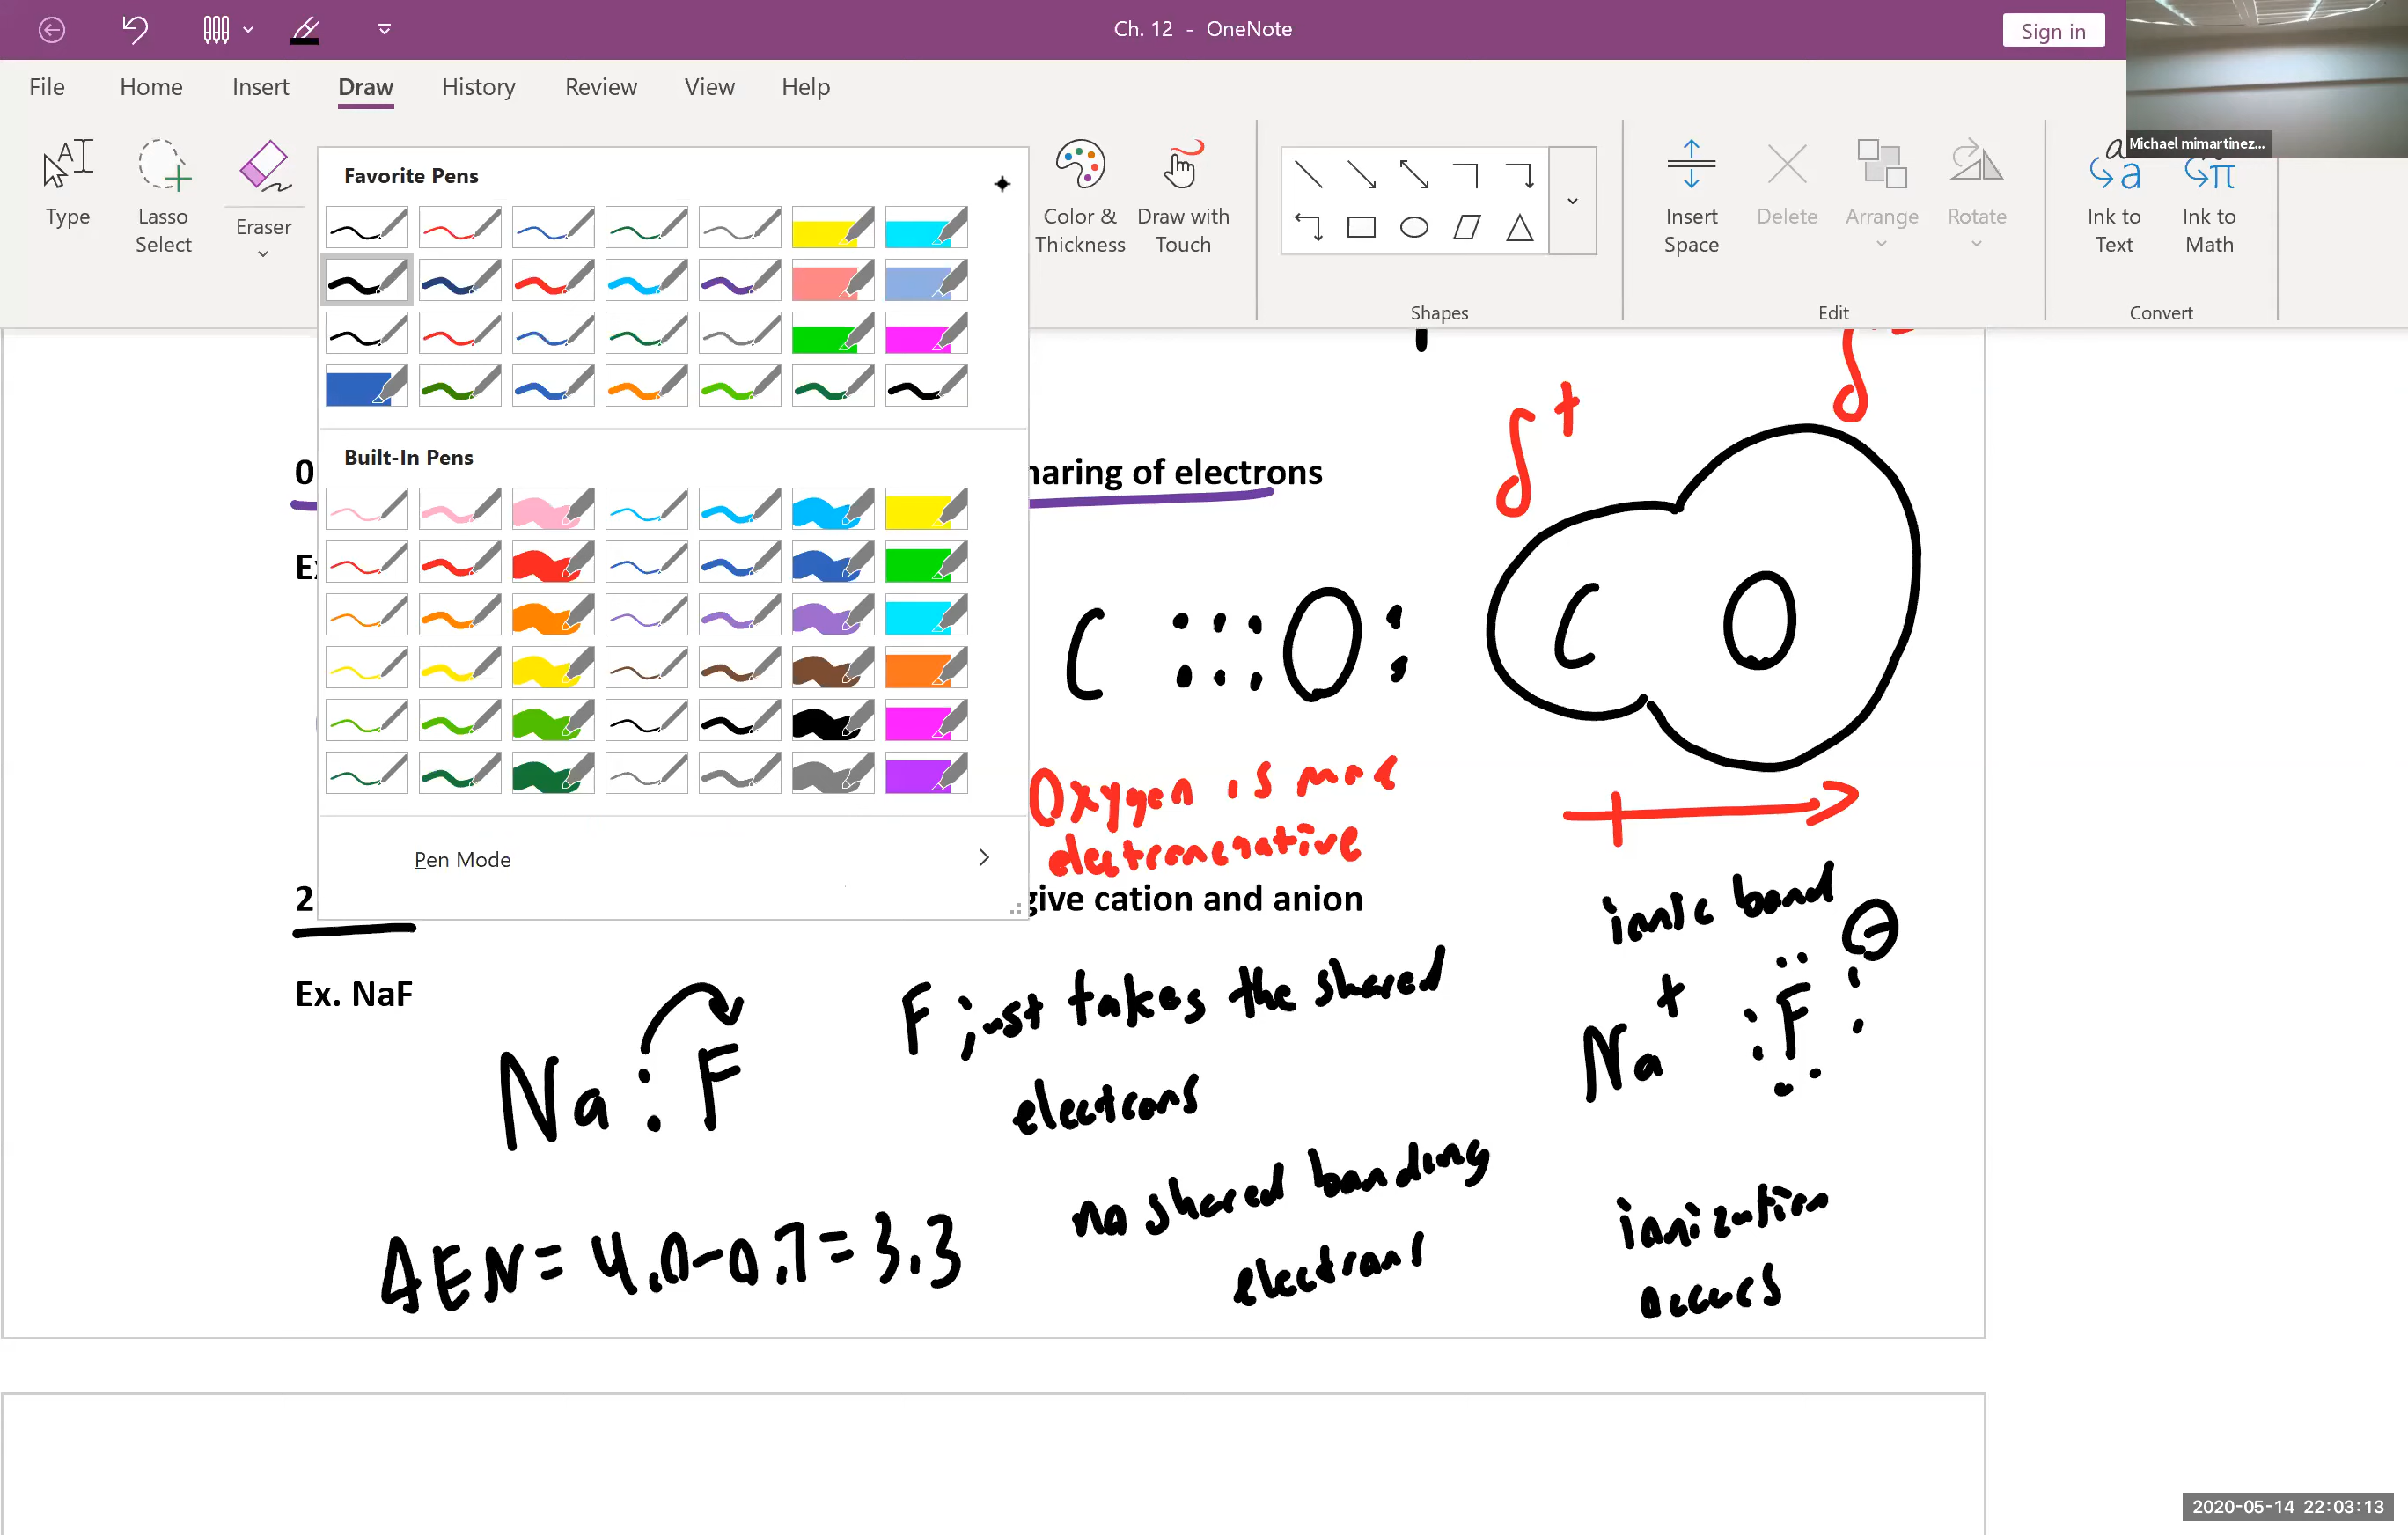 Ch. 12 - OneNote
Sign in
File Home Insert Draw History Review View Help
Michael mimartinez...
Type
Lasso Select
Eraser
Favorite Pens
Color & Thickness
Draw with Touch
Insert Space
Delete
Arrange
Rotate
Ink to Text
Ink to Math
Shapes
Edit
Convert
Built-In Pens
Pen Mode
0
haring of electrons
δ+
δ
Ex
C ::: O :
C O
Oxygen is more
electronegative
2
give cation and anion
ionic bond
Ex. NaF
Na : F
F just takes the shared
electrons
Na + : F : -
no shared bonding
electrons
ionization
occurs
ΔEN = 4.0 - 0.7 = 3.3
2020-05-14 22:03:13